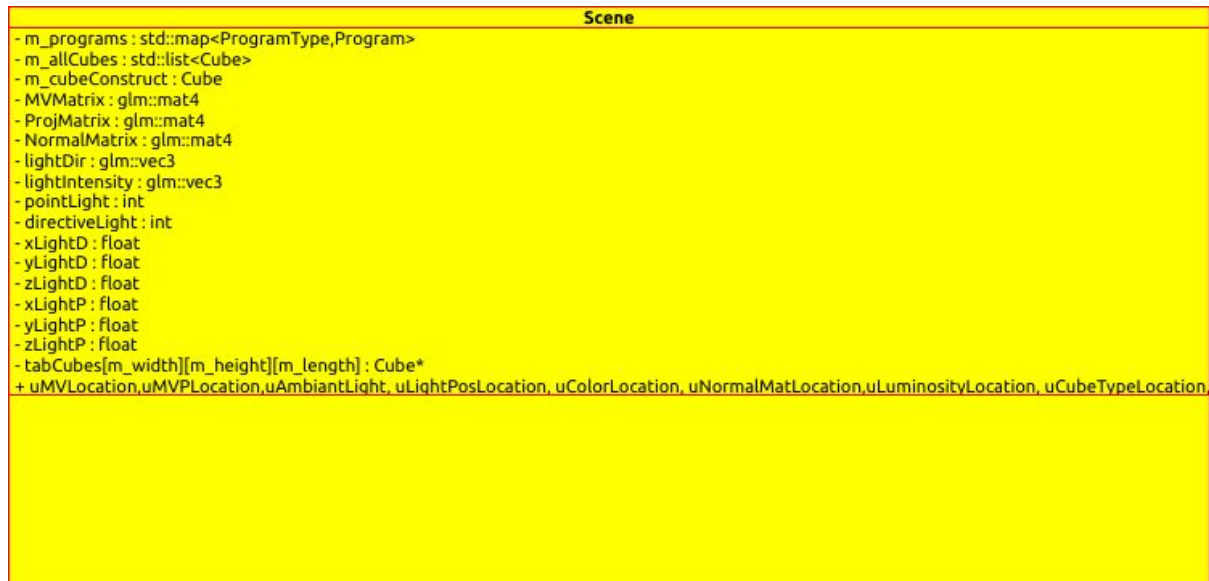 Scene
- m_programs : std::map<ProgramType,Program>
- m_allCubes : std::list<Cube>
- m_cubeConstruct : Cube
- MVMatrix : glm::mat4
- ProjMatrix : glm::mat4
- NormalMatrix : glm::mat4
- lightDir : glm::vec3
- lightIntensity : glm::vec3
- pointLight : int
- directiveLight : int
- xLightD : float
- yLightD : float
- zLightD : float
- xLightP : float
- yLightP : float
- zLightP : float
- tabCubes[m_width][m_height][m_length] : Cube*
+ uMVLocation,uMVPLocation,uAmbiantLight, uLightPosLocation, uColorLocation, uNormalMatLocation,uLuminosityLocation, uCubeTypeLocation,